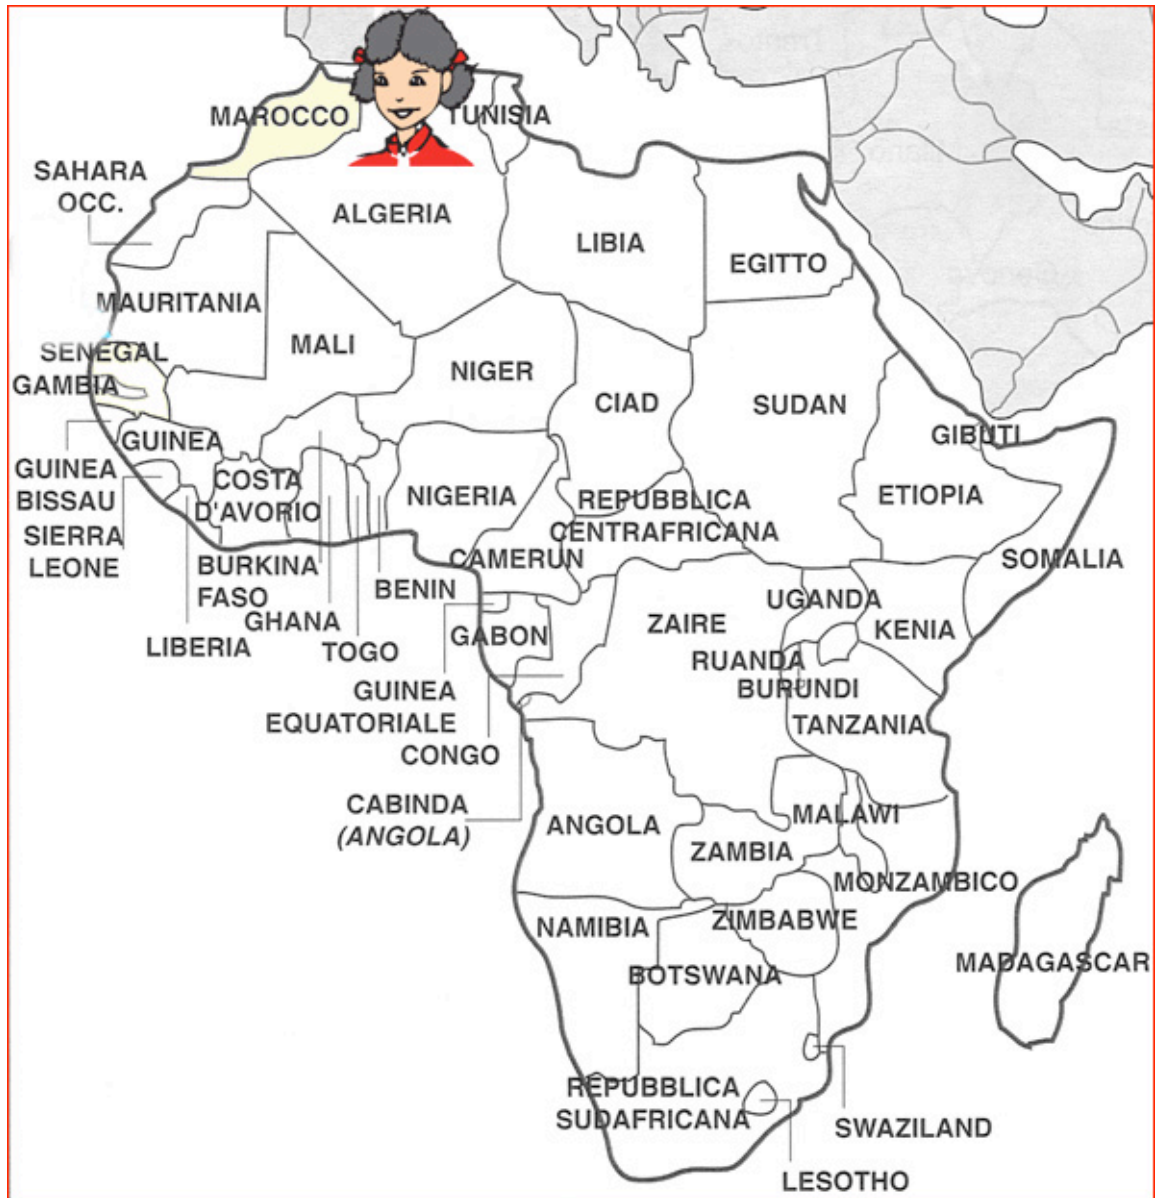 MAROCCO
TUNISIA
SAHARA
OCC.
ALGERIA
LIBIA
EGITTO
MAURITANIA
MALI
SENEGAL
GAMBIA
NIGER
CIAD
SUDAN
GIBUTI
GUINEA
GUINEA
BISSAU
COSTA
D'AVORIO
NIGERIA
REPUBBLICA
CENTRAFRICANA
ETIOPIA
SIERRA
LEONE
CAMERUN
SOMALIA
BURKINA
FASO
BENIN
GHANA
LIBERIA
TOGO
UGANDA
GABON
ZAIRE
KENIA
RUANDA
BURUNDI
GUINEA
EQUATORIALE
TANZANIA
CONGO
CABINDA
(ANGOLA)
ANGOLA
MALAWI
ZAMBIA
MONZAMBICO
NAMIBIA
ZIMBABWE
BOTSWANA
MADAGASCAR
REPUBBLICA
SUDAFRICANA
SWAZILAND
LESOTHO